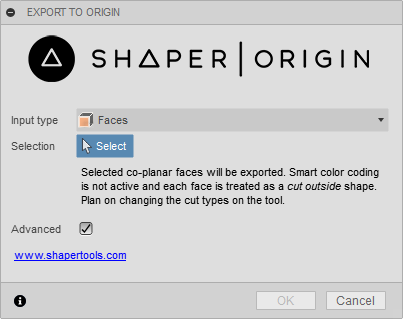 EXPORT TO ORIGIN
SHAPER | ORIGIN
Input type
Faces
Selection
Select
Selected co-planar faces will be exported. Smart color coding
is not active and each face is treated as a cut outside shape.
Plan on changing the cut types on the tool.
Advanced
www.shapertools.com
OK
Cancel